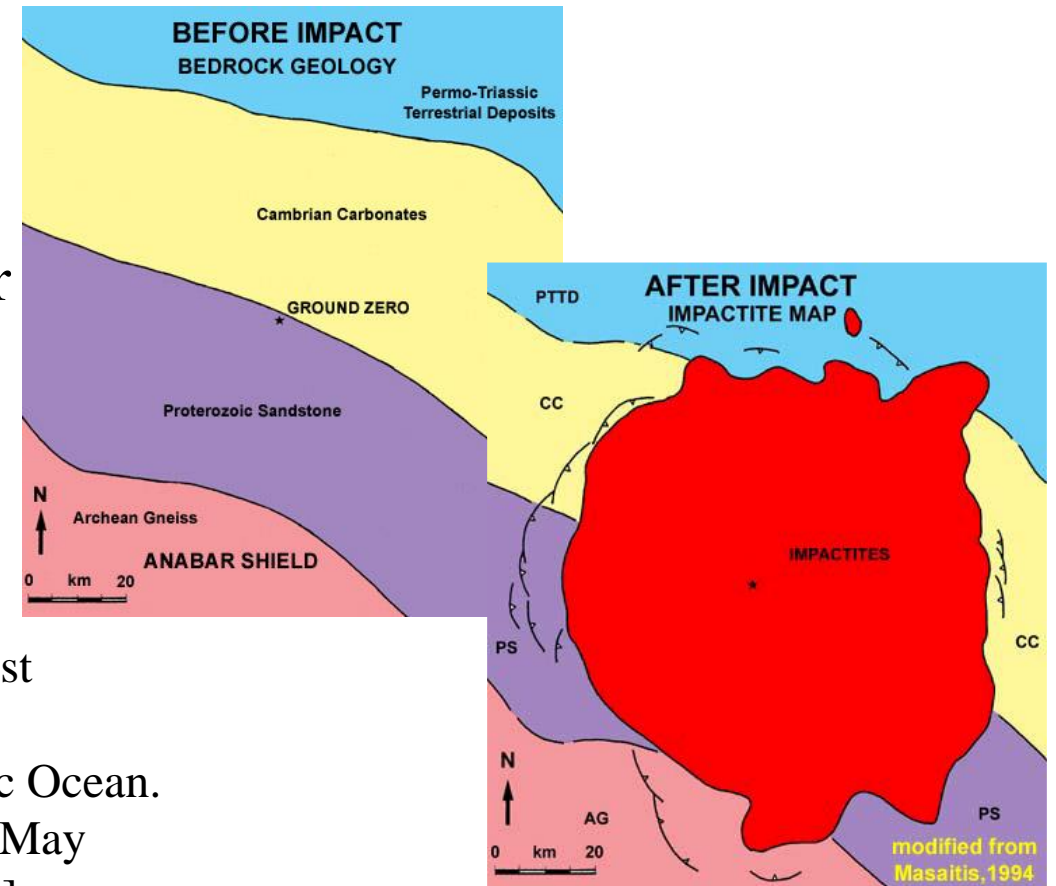 BEFORE IMPACT
BEDROCK GEOLOGY
Permo-Triassic
Terrestrial Deposits
Cambrian Carbonates
GROUND ZERO
Proterozoic Sandstone
N
Archean Gneiss
ANABAR SHIELD
0 km 20
r
st
c Ocean.
May
AFTER IMPACT
IMPACTITE MAP
PTTD
CC
IMPACTITES
PS
CC
N
AG
PS
0 km 20
modified from
Masaitis,1994